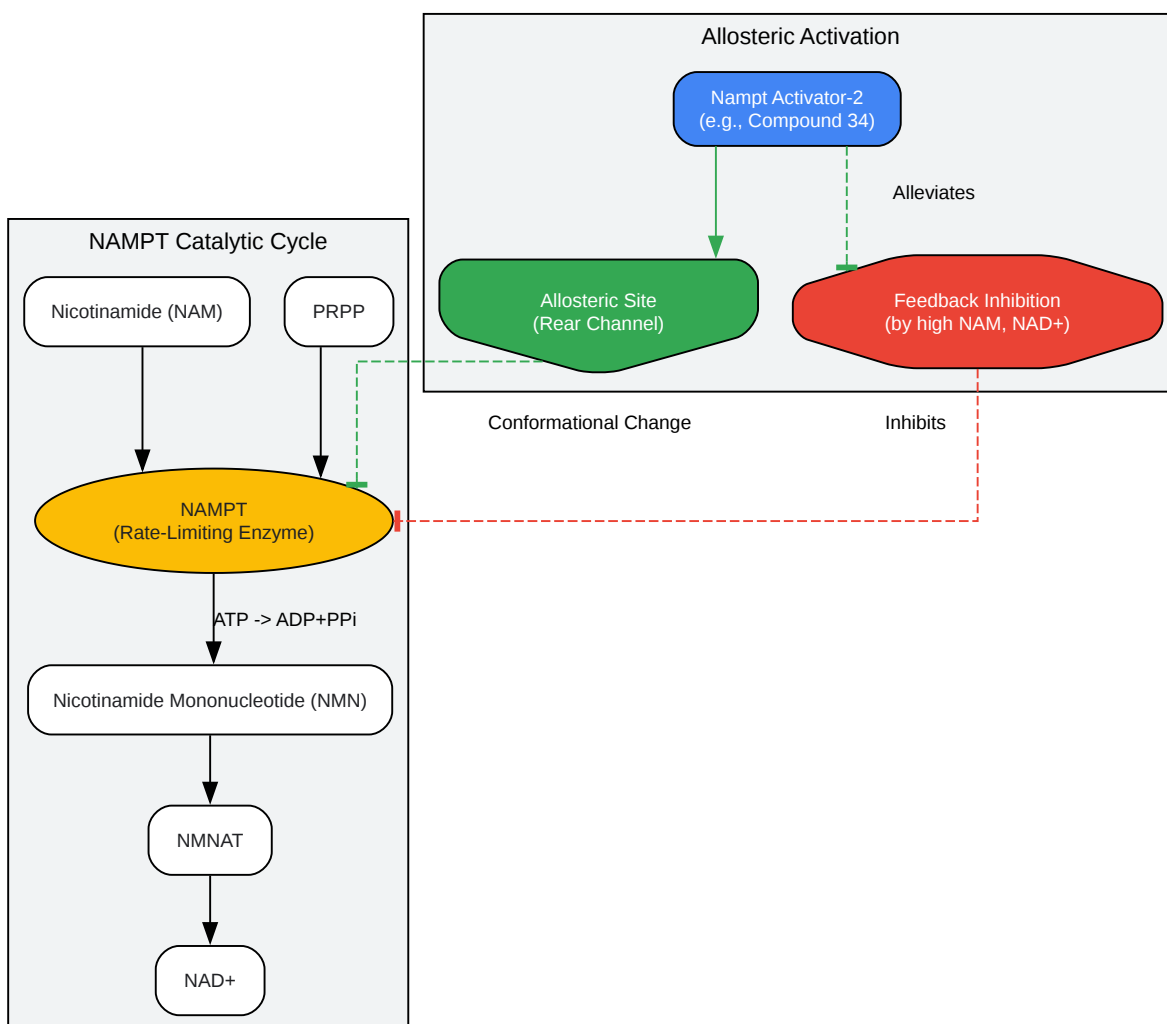 Allosteric Activation
Nampt Activator-2
(e.g., Compound 34)
Alleviates
NAMPT Catalytic Cycle
Nicotinamide (NAM)
PRPP
Allosteric Site
(Rear Channel)
Feedback Inhibition
(by high NAM, NAD+)
Conformational Change
Inhibits
NAMPT
(Rate-Limiting Enzyme)
ATP -> ADP+PPi
Nicotinamide Mononucleotide (NMN)
NMNAT
NAD+